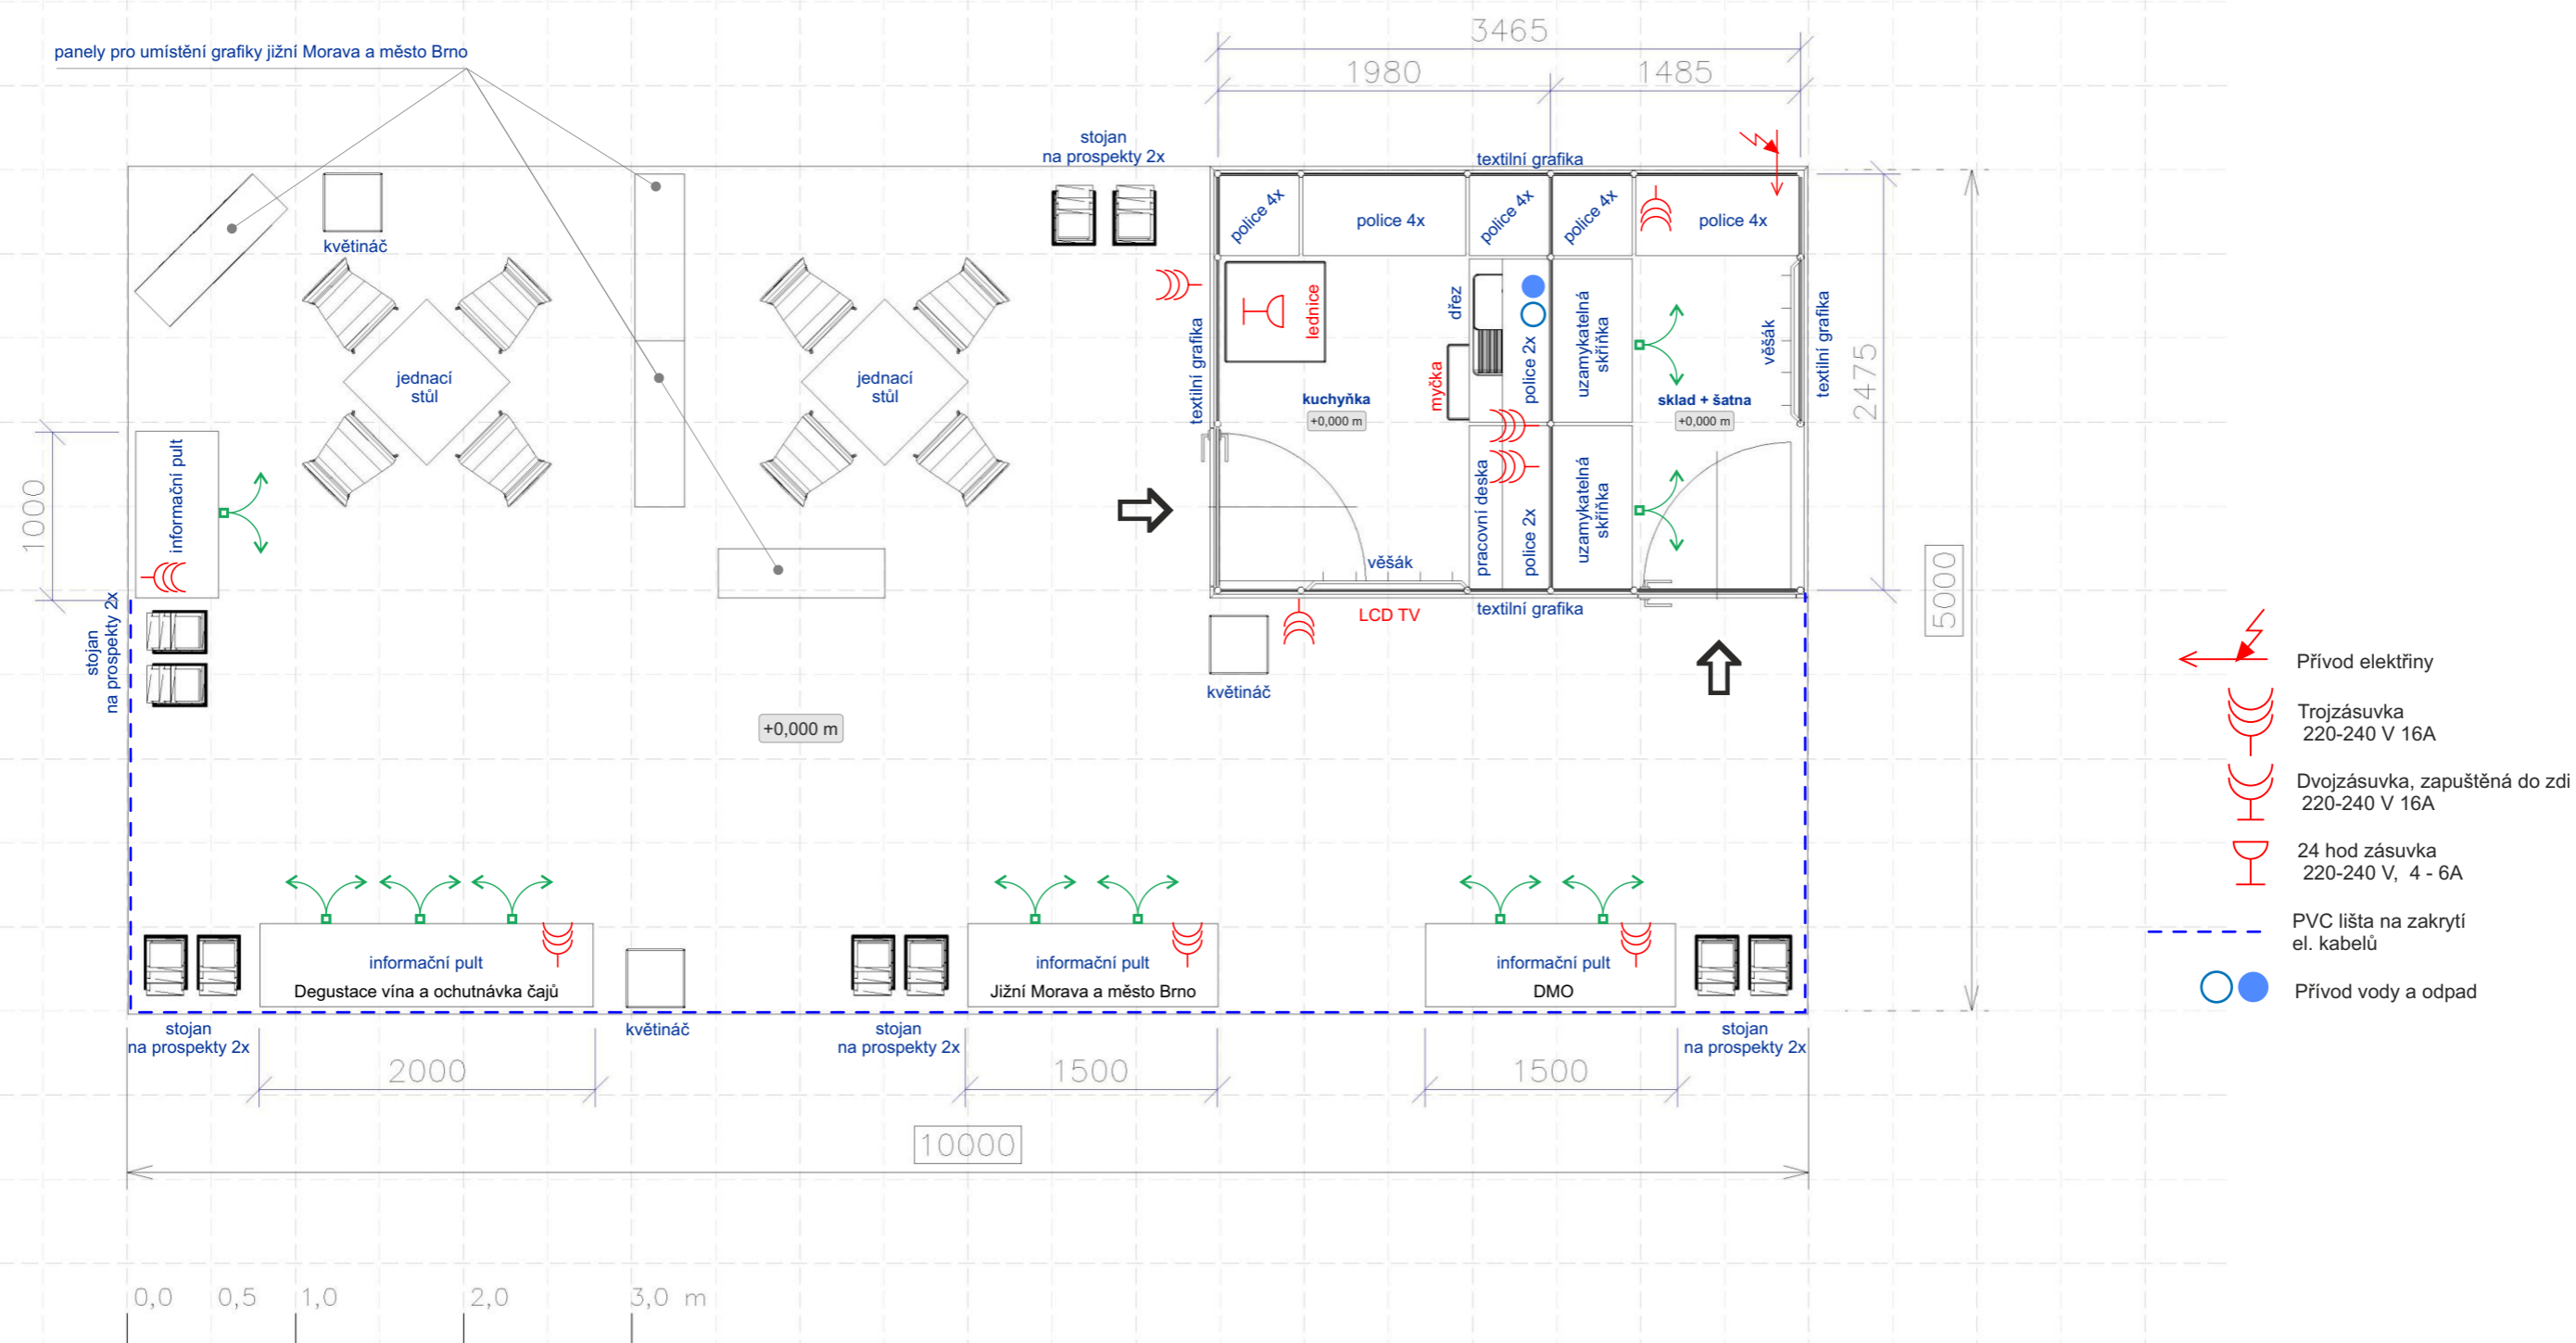 3465
panely pro umístění grafiky jižní Morava a město Brno
1980
1485
stojan
na prospekty 2x
textilní grafika
police 4x
police 4x
police 4x
police 4x
police 4x
květináč
lednice
dřez
police 2x
uzamykatelná
skříňka
věšák
textilní grafika
textilní grafika
2475
jednací
stůl
jednací
stůl
myčka
kuchyňka
+0,000 m
sklad + šatna
+0,000 m
1000
informační pult
pracovní deska
police 2x
uzamykatelná
skříňka
věšák
5000
stojan
na prospekty 2x
LCD TV
textilní grafika
květináč
+0,000 m
Přívod elektřiny
Trojzásuvka
220-240 V 16A
Dvojzásuvka, zapuštěná do zdi
220-240 V 16A
24 hod zásuvka
220-240 V, 4 - 6A
PVC lišta na zakrytí
el. kabelů
Přívod vody a odpad
informační pult
Degustace vína a ochutnávka čajů
informační pult
Jižní Morava a město Brno
informační pult
DMO
stojan
na prospekty 2x
květináč
stojan
na prospekty 2x
stojan
na prospekty 2x
2000
1500
1500
10000
0,0 0,5 1,0 2,0 3,0 m